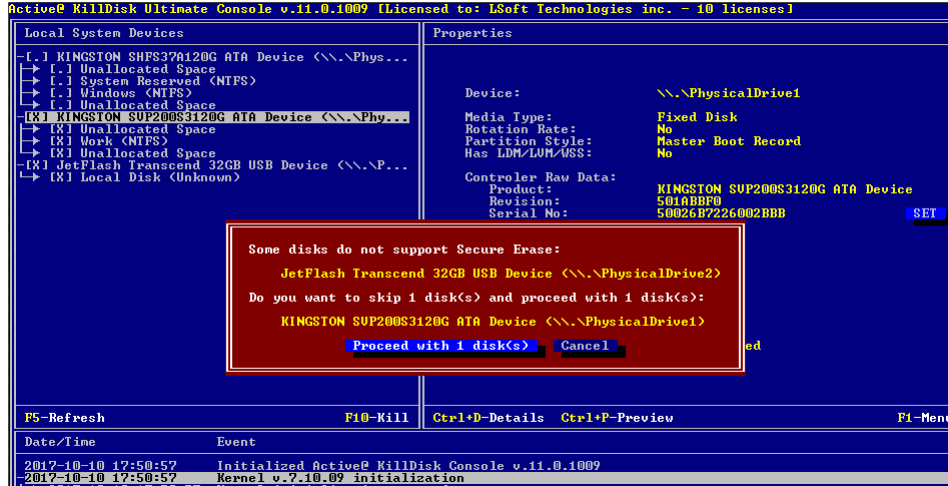 Active@ KillDisk Ultimate Console v.11.0.1009 [Licensed to: LSoft Technologies inc. - 10 licenses]
Local System Devices
-[.] KINGSTON SHFS37A120G ATA Device (\\.\Phys...
[.] Unallocated Space
[.] System Reserved (NTFS)
[.] Windows (NTFS)
[.] Unallocated Space
-[X] KINGSTON SVP200S3120G ATA Device (\\.\Phy...
[X] Unallocated Space
[X] Work (NTFS)
[X] Unallocated Space
-[X] JetFlash Transcend 32GB USB Device (\\.\P...
[X] Local Disk (Unknown)
Properties
Device: \\.\PhysicalDrive1
Media Type: Fixed Disk
Rotation Rate: No
Partition Style: Master Boot Record
Has LDM/LVM/WSS: No
Controler Raw Data:
Product: KINGSTON SVP200S3120G ATA Device
Revision: 501ABBF0
Serial No: 50026B7226002BBB SET
Some disks do not support Secure Erase:
JetFlash Transcend 32GB USB Device (\\.\PhysicalDrive2)
Do you want to skip 1 disk(s) and proceed with 1 disk(s):
KINGSTON SVP200S3120G ATA Device (\\.\PhysicalDrive1)
Proceed with 1 disk(s) Cancel
ed
F5-Refresh F10-Kill Ctrl+D-Details Ctrl+P-Preview F1-Menu
Date/Time Event
2017-10-10 17:50:57 Initialized Active@ KillDisk Console v.11.0.1009
2017-10-10 17:50:57 Kernel v.7.10.09 initialization